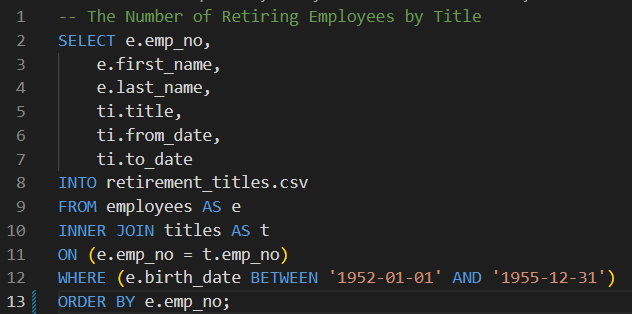 1 -- The Number of Retiring Employees by Title
2 SELECT e.emp_no,
3 e.first_name,
4 e.last_name,
5 ti.title,
6 ti.from_date,
7 ti.to_date
8 INTO retirement_titles.csv
9 FROM employees AS e
10 INNER JOIN titles AS t
11 ON (e.emp_no = t.emp_no)
12 WHERE (e.birth_date BETWEEN '1952-01-01' AND '1955-12-31')
13 ORDER BY e.emp_no;